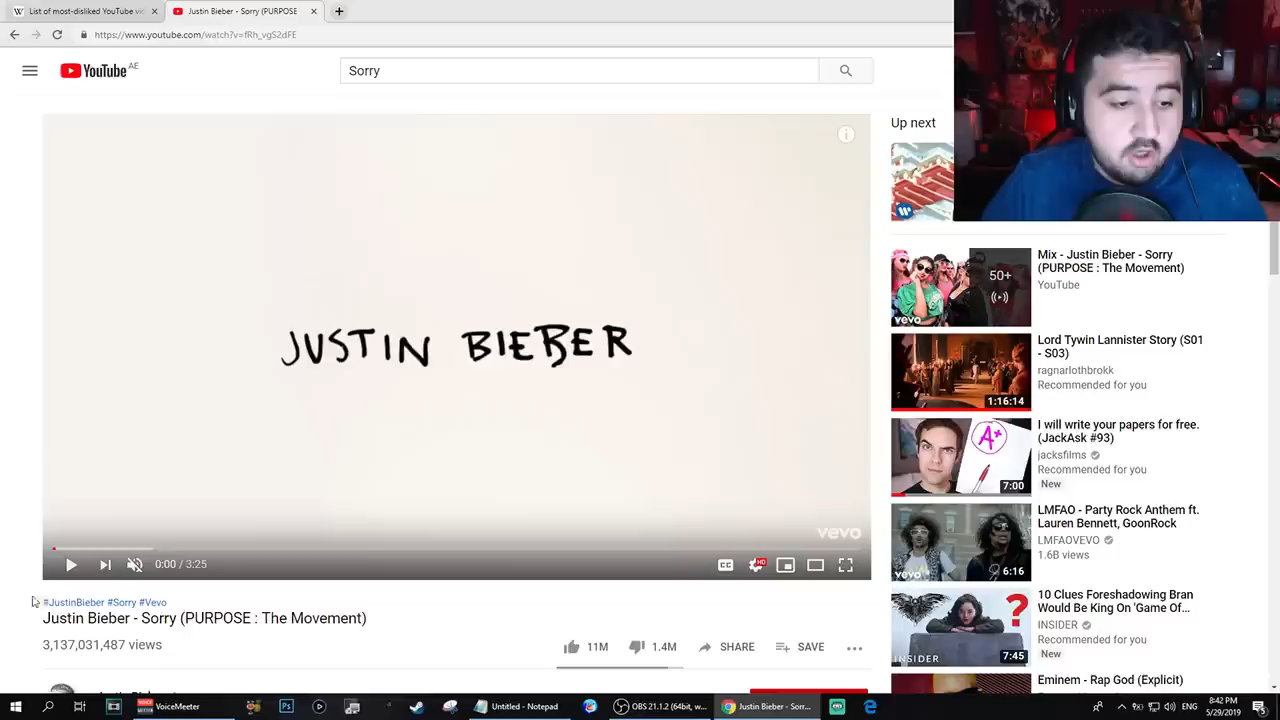 List of most-disliked YouTube vid
Justin Bieber - Sorry (PURPOSE
https://www.youtube.com/watch?v=fRh_vgS2dFE
YouTube AE
Sorry
Up next
JUSTIN BIEBER
vevo
0:00 / 3:25
CC
HD
#JustinBieber #Sorry #Vevo
Justin Bieber - Sorry (PURPOSE : The Movement)
3,137,031,487 views
11M
1.4M
SHARE
SAVE
50+
vevo
Mix - Justin Bieber - Sorry
(PURPOSE : The Movement)
YouTube
1:16:14
Lord Tywin Lannister Story (S01
- S03)
ragnarlothbrokk
Recommended for you
A+
7:00
I will write your papers for free.
(JackAsk #93)
jacksfilms
Recommended for you
New
vevo
6:16
LMFAO - Party Rock Anthem ft.
Lauren Bennett, GoonRock
LMFAOVEVO
1.6B views
?
INSIDER
7:45
10 Clues Foreshadowing Bran
Would Be King On 'Game Of...
INSIDER
Recommended for you
New
Eminem - Rap God (Explicit)
VoiceMeeter
Untitled - Notepad
OBS 21.1.2 (64bit, w...
Justin Bieber - Sorr...
ENG
8:42 PM
5/29/2019